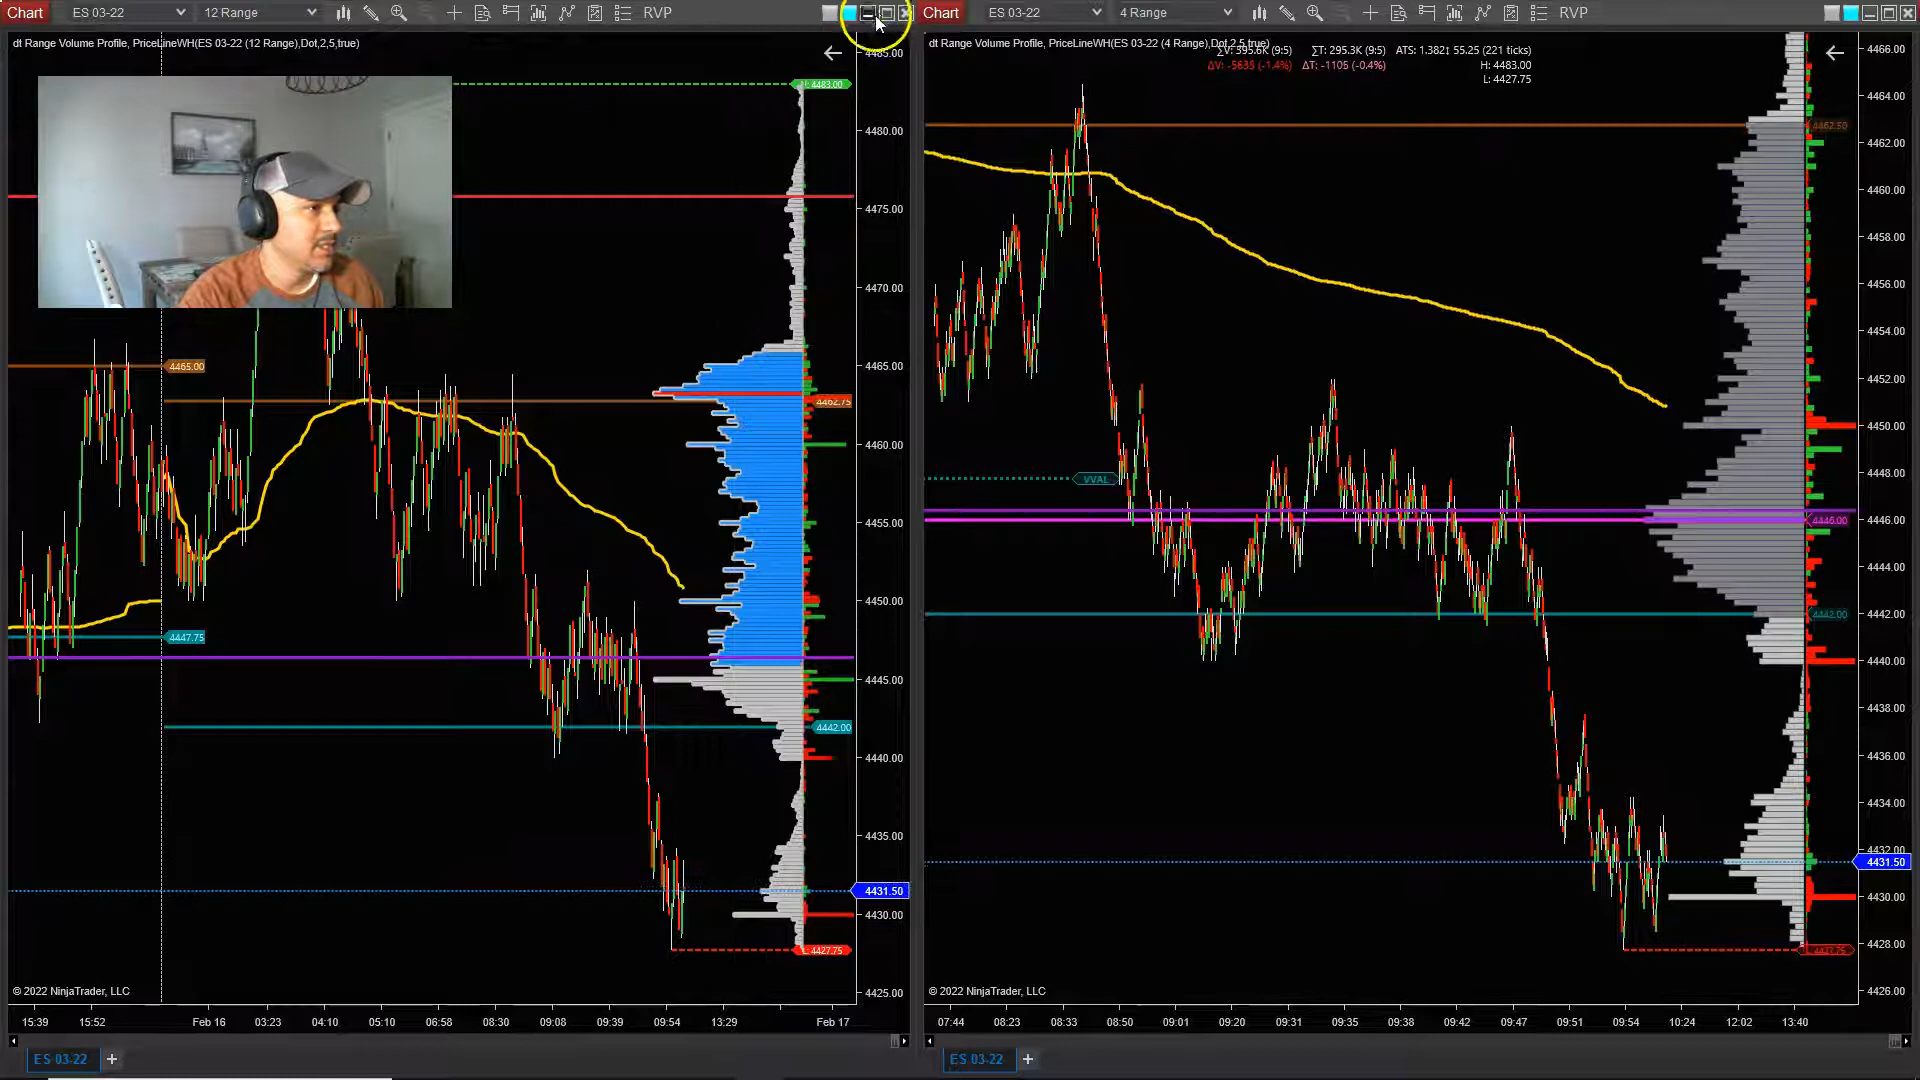 Chart ES 03-22 12 Range RVP
Chart ES 03-22 4 Range RVP
dt Range Volume Profile, PriceLineWH(ES 03-22 (12 Range),Dot,2,5,true)
4485.00
H: 4483.00
4480.00
4475.00
4470.00
4465.00
4465.00
4462.75
4460.00
4455.00
4450.00
4447.75
4445.00
4442.00
4440.00
4435.00
4431.50
4430.00
L: 4427.75
4425.00
© 2022 NinjaTrader, LLC
15:39 15:52 Feb 16 03:23 04:10 05:10 06:58 08:30 09:08 09:39 09:54 13:29 Feb 17
ES 03-22 +
dt Range Volume Profile, PriceLineWH(ES 03-22 (4 Range),Dot,2,5,true)
ΣV: 395.6K (9:5) ΣT: 295.3K (9:5) ATS: 1.382↕ 55.25 (221 ticks)
ΔV: -5635 (-1.4%) ΔT: -1105 (-0.4%) H: 4483.00
L: 4427.75
4466.00
4464.00
4462.50
4462.00
4460.00
4458.00
4456.00
4454.00
4452.00
4450.00
4448.00
VVAL
4446.00
4446.00
4444.00
4442.00
4442.00
4440.00
4438.00
4436.00
4434.00
4432.00
4431.50
4430.00
4428.00
L: 4427.75
4426.00
© 2022 NinjaTrader, LLC
07:44 08:23 08:33 08:50 09:01 09:20 09:31 09:35 09:38 09:42 09:47 09:51 09:54 10:24 12:02 13:40
ES 03-22 +